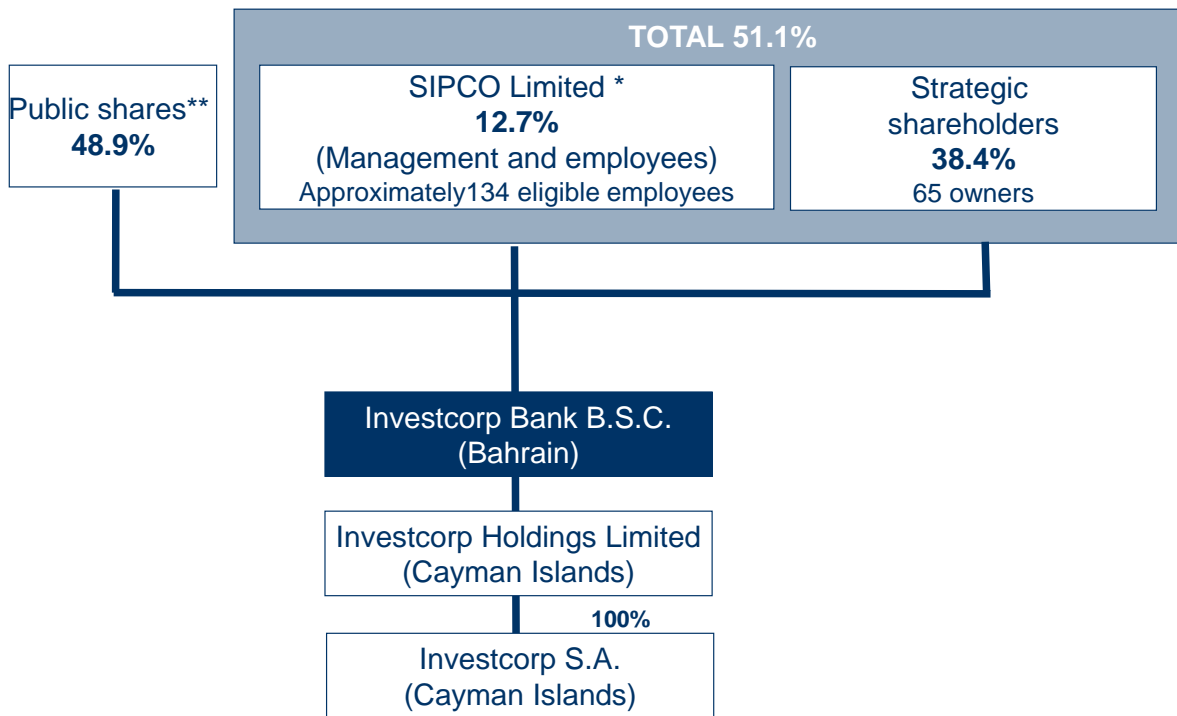 TOTAL 51.1%
Public shares**
48.9%
SIPCO Limited *
12.7%
(Management and employees)
Approximately134 eligible employees
Strategic
shareholders
38.4%
65 owners
Investcorp Bank B.S.C.
(Bahrain)
Investcorp Holdings Limited
(Cayman Islands)
100%
Investcorp S.A.
(Cayman Islands)